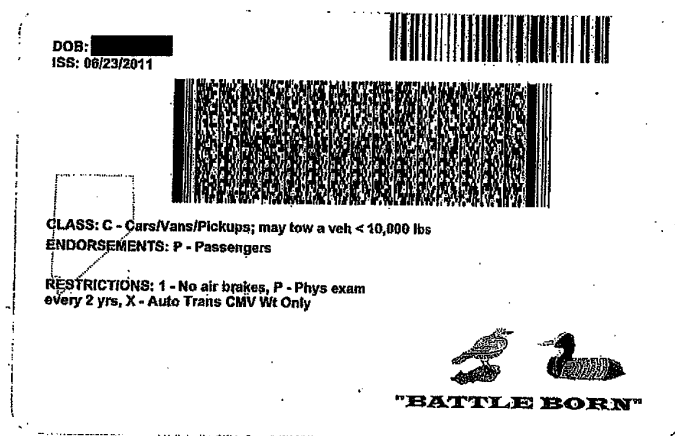 DOB:
ISS: 06/23/2011
CLASS: C - Cars/Vans/Pickups; may tow a veh < 10,000 lbs
ENDORSEMENTS: P - Passengers
RESTRICTIONS: 1 - No air brakes, P - Phys exam
every 2 yrs, X - Auto Trans CMV Wt Only
"BATTLE BORN"